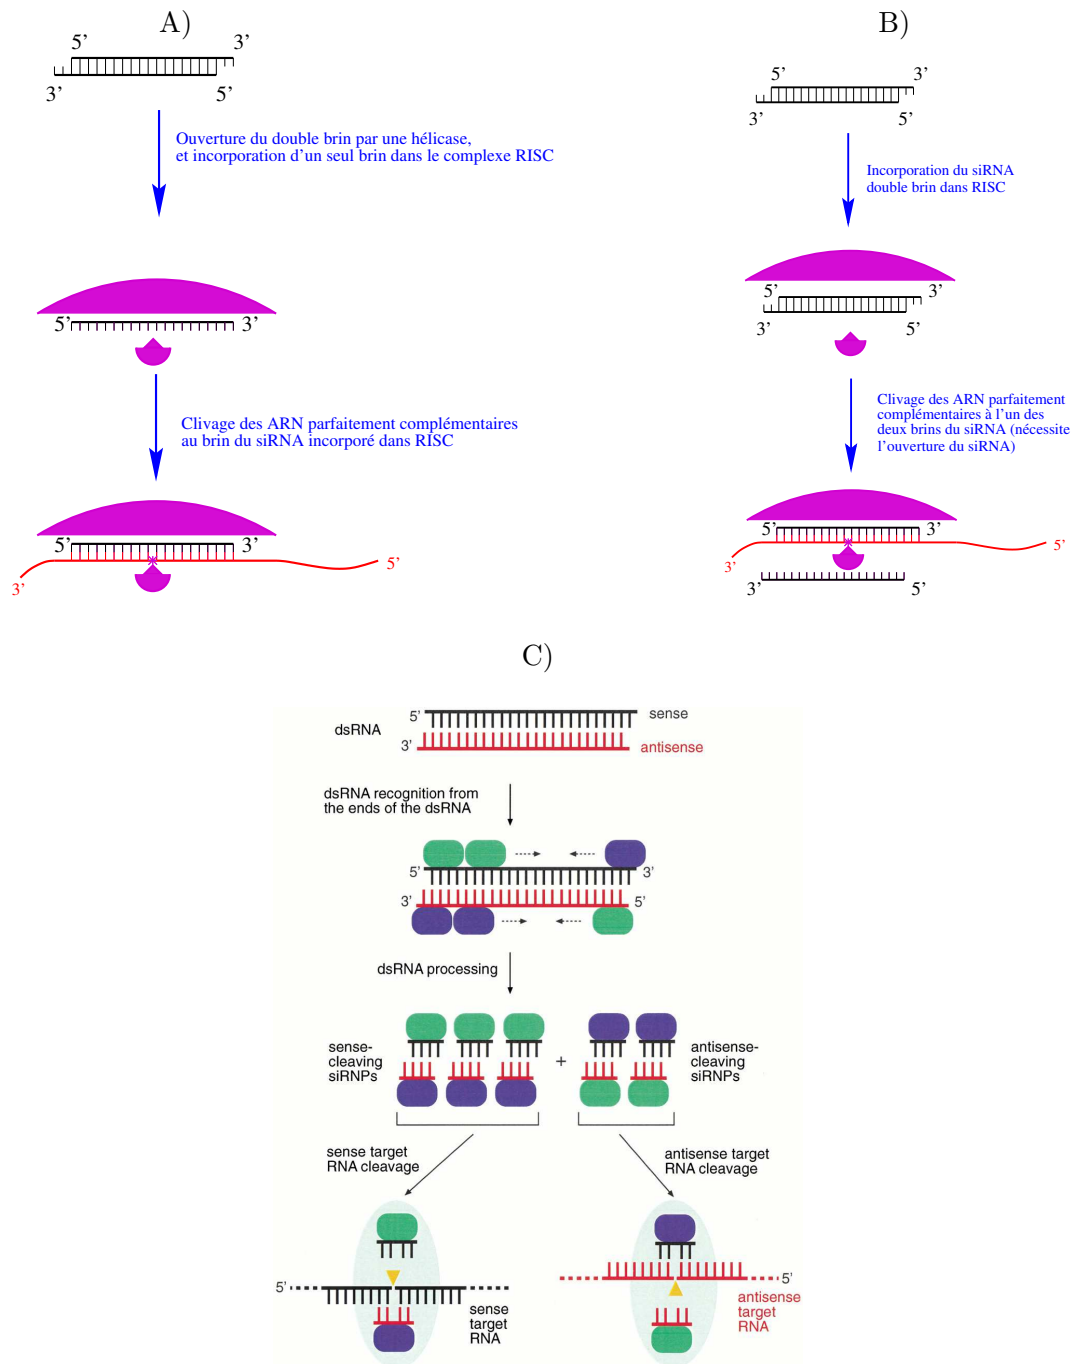 A)
5’
3’
3’
5’
Ouverture du double brin par une hélicase,
et incorporation d’un seul brin dans le complexe RISC
5’
3’
Clivage des ARN parfaitement complémentaires
au brin du siRNA incorporé dans RISC
5’
3’
3’
5’
B)
5’
3’
3’
5’
Incorporation du siRNA
double brin dans RISC
5’
3’
3’
5’
Clivage des ARN parfaitement
complémentaires à l’un des
deux brins du siRNA (nécessite
l’ouverture du siRNA)
5’
3’
3’
5’
3’
5’
C)
5’
sense
dsRNA
3’
antisense
dsRNA recognition from
the ends of the dsRNA
5’
3’
3’
5’
dsRNA processing
sense-
cleaving
siRNPs
+
antisense-
cleaving
siRNPs
sense target
RNA cleavage
antisense target
RNA cleavage
5’
sense
target
RNA
5’
antisense
target
RNA